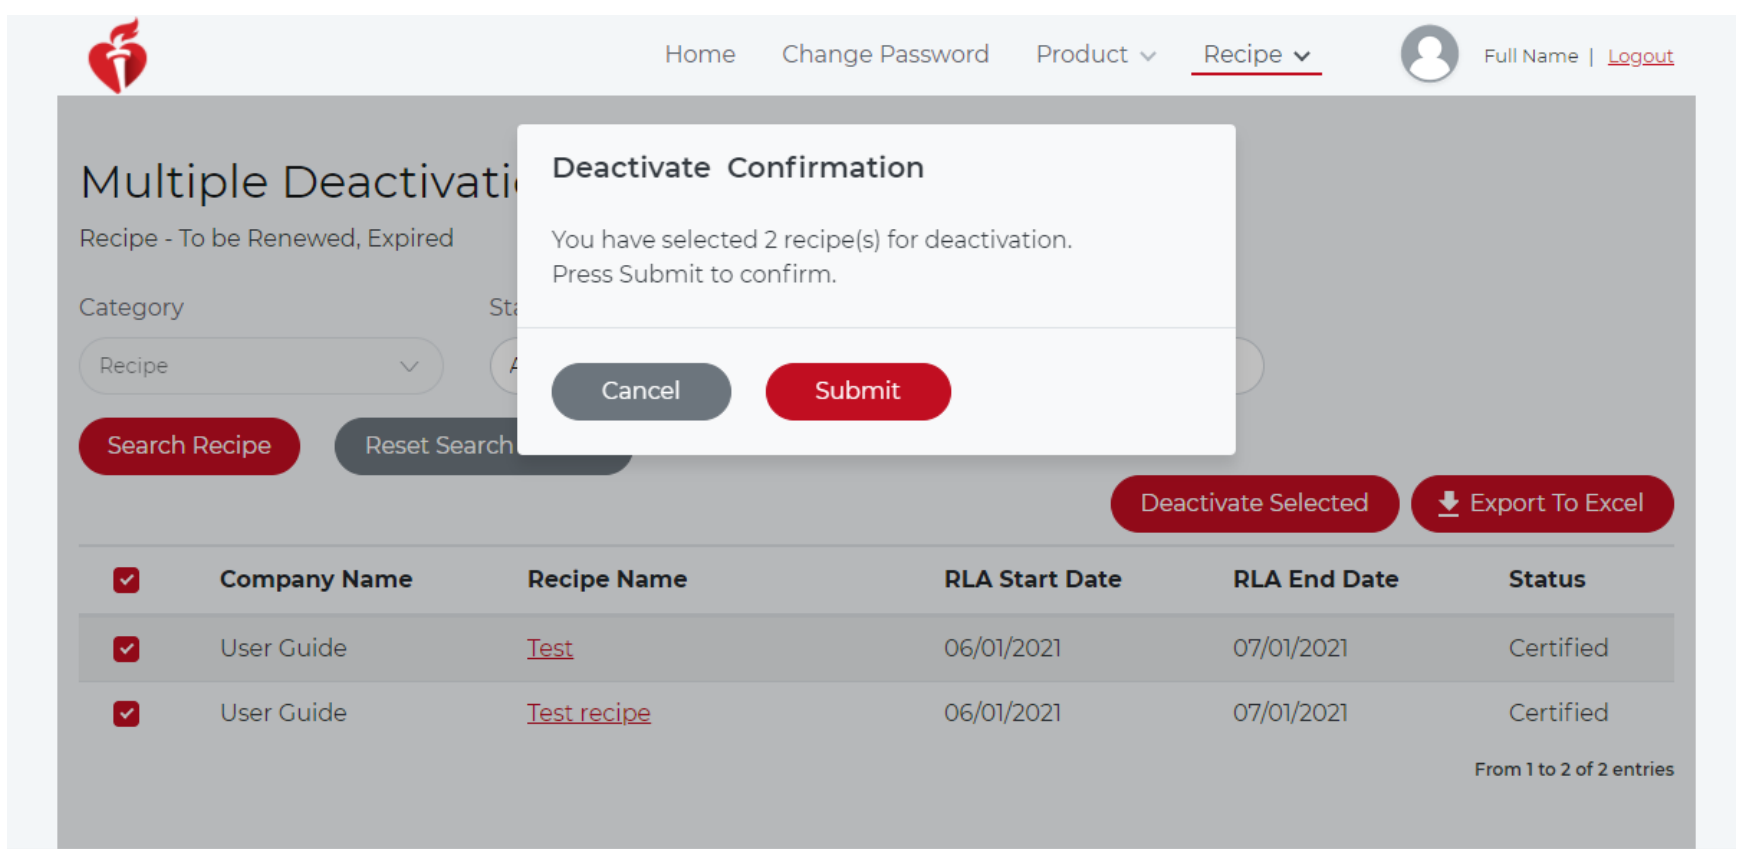 Home Change Password Product Recipe Full Name | Logout
Deactivate Confirmation
You have selected 2 recipe(s) for deactivation.
Press Submit to confirm.
Cancel Submit
Multiple
Recipe - To be Renewed, Expired
Category
Recipe
Search Recipe Reset Search
Deactivate Selected Export To Excel
Company Name Recipe Name RLA Start Date RLA End Date Status
User Guide Test 06/01/2021 07/01/2021 Certified
User Guide Test recipe 06/01/2021 07/01/2021 Certified
From 1 to 2 of 2 entries